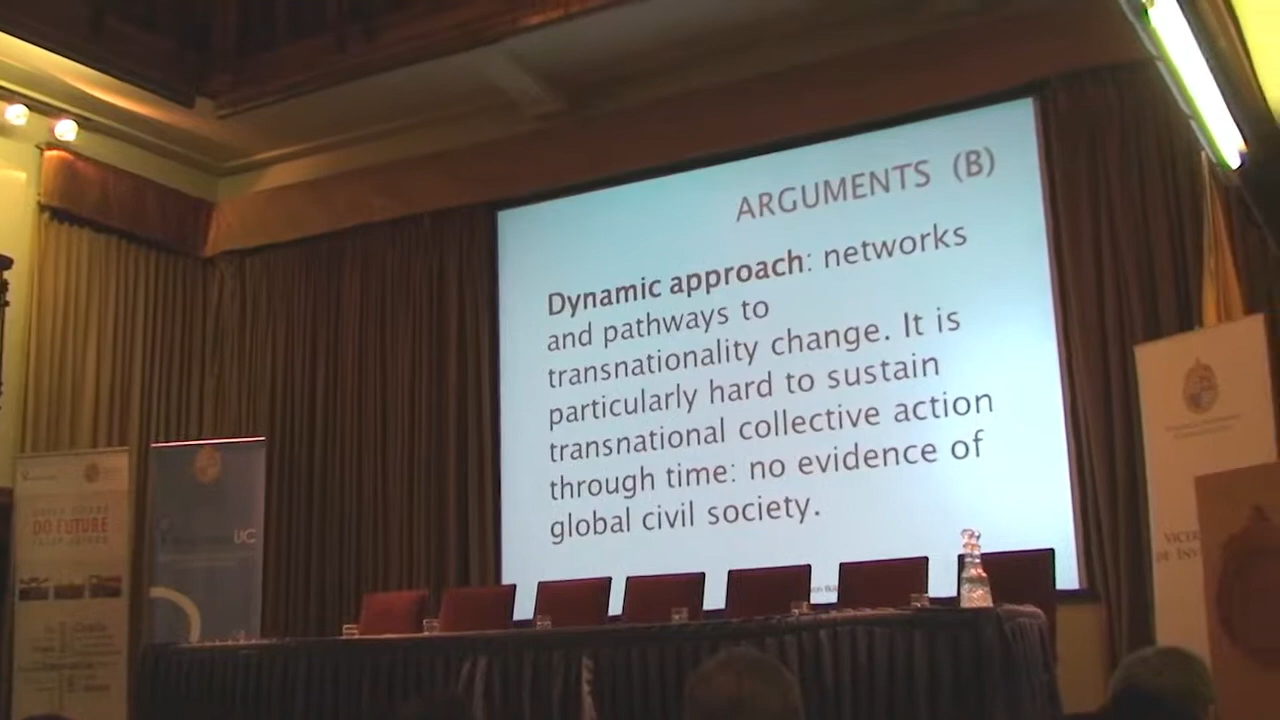 ARGUMENTS (B)
Dynamic approach: networks
and pathways to
transnationality change. It is
particularly hard to sustain
transnational collective action
through time: no evidence of
global civil society.
DO FUTURE
UC